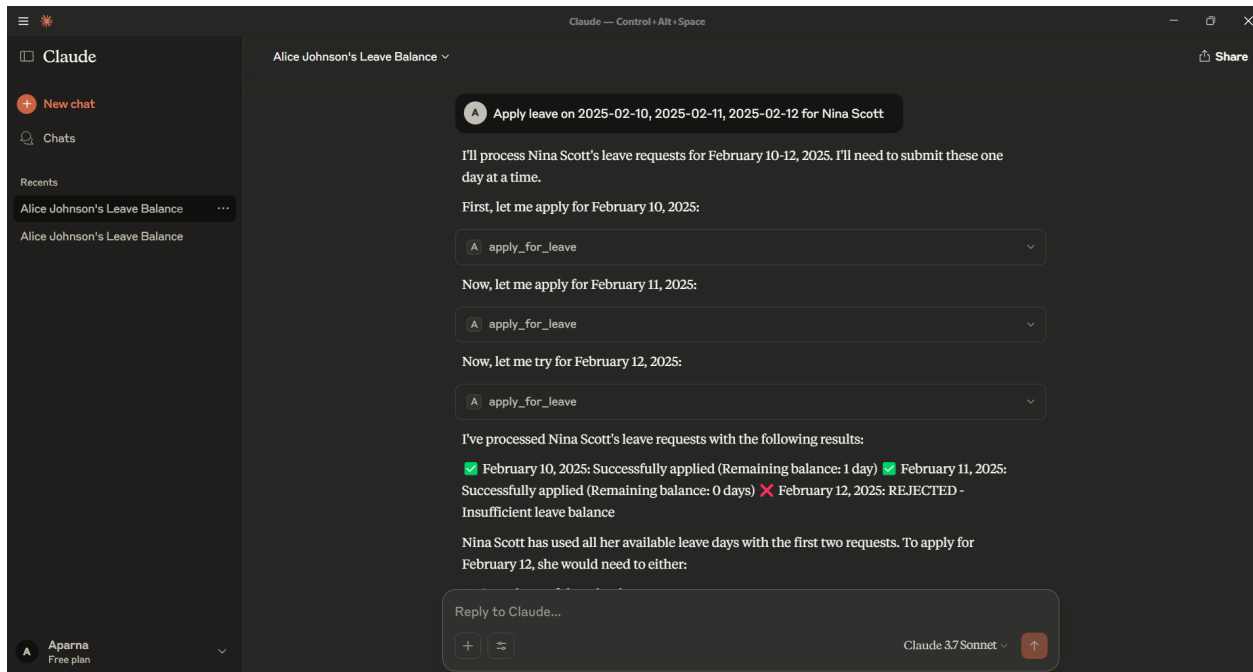 Claude — Control+Alt+Space
Claude
New chat
Chats
Recents
Alice Johnson's Leave Balance
Alice Johnson's Leave Balance
A
Aparna
Free plan
Alice Johnson's Leave Balance
Share
A
Apply leave on 2025-02-10, 2025-02-11, 2025-02-12 for Nina Scott
I'll process Nina Scott's leave requests for February 10-12, 2025. I'll need to submit these one
day at a time.
First, let me apply for February 10, 2025:
A apply_for_leave
Now, let me apply for February 11, 2025:
A apply_for_leave
Now, let me try for February 12, 2025:
A apply_for_leave
I've processed Nina Scott's leave requests with the following results:
✅ February 10, 2025: Successfully applied (Remaining balance: 1 day) ✅ February 11, 2025:
Successfully applied (Remaining balance: 0 days) ❌ February 12, 2025: REJECTED -
Insufficient leave balance
Nina Scott has used all her available leave days with the first two requests. To apply for
February 12, she would need to either:
Reply to Claude...
Claude 3.7 Sonnet